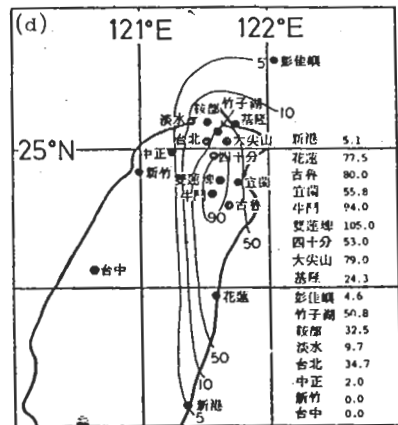 (d)
121°E
122°E
5
彭佳嶼
10
竹子湖
鞍部
淡水
基隆
台北
大尖山
25°N
中正
四十分
新竹
雙蓮埤
宜蘭
牛鬥
古魯
90
50
台中
花蓮
50
10
新港
5
新港 5.1
花蓮 77.5
古魯 80.0
宜蘭 55.8
牛鬥 94.0
雙蓮埤 105.0
四十分 53.0
大尖山 79.0
基隆 24.3
彭佳嶼 4.6
竹子湖 50.8
鞍部 32.5
淡水 9.7
台北 34.7
中正 2.0
新竹 0.0
台中 0.0